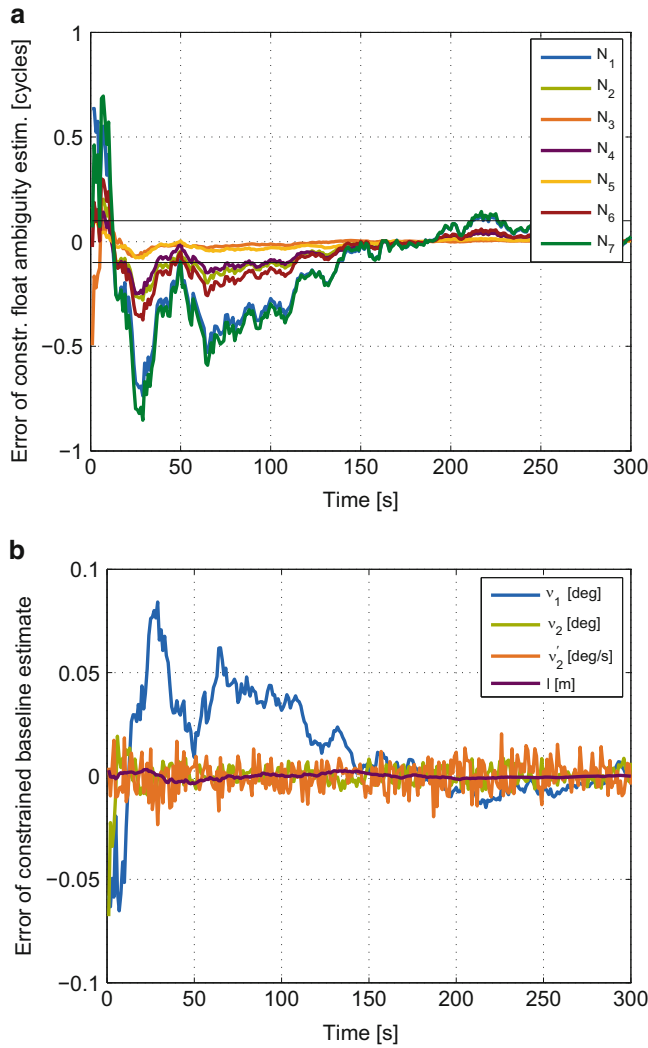 a
Error of constr. float ambiguity estim. [cycles]
1
0.5
0
−0.5
−1
0 50 100 150 200 250 300
Time [s]
N1
N2
N3
N4
N5
N6
N7
b
Error of constrained baseline estimate
0.1
0.05
0
−0.05
−0.1
0 50 100 150 200 250 300
Time [s]
ν1 [deg]
ν2 [deg]
ν′2 [deg/s]
l [m]